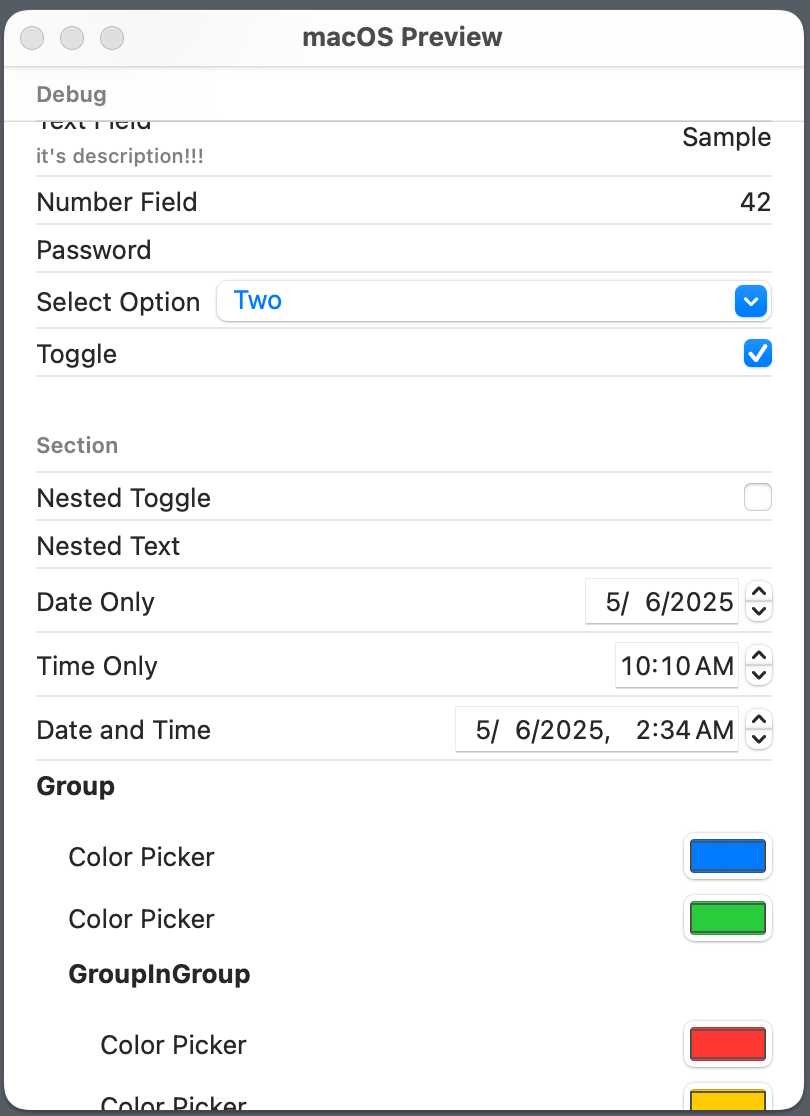 macOS Preview
Debug
Text Field
Sample
it's description!!!
Number Field 42
Password
Select Option Two
Toggle
Section
Nested Toggle
Nested Text
Date Only 5/ 6/2025
Time Only 10:10 AM
Date and Time 5/ 6/2025, 2:34 AM
Group
Color Picker
Color Picker
GroupInGroup
Color Picker
Color Picker